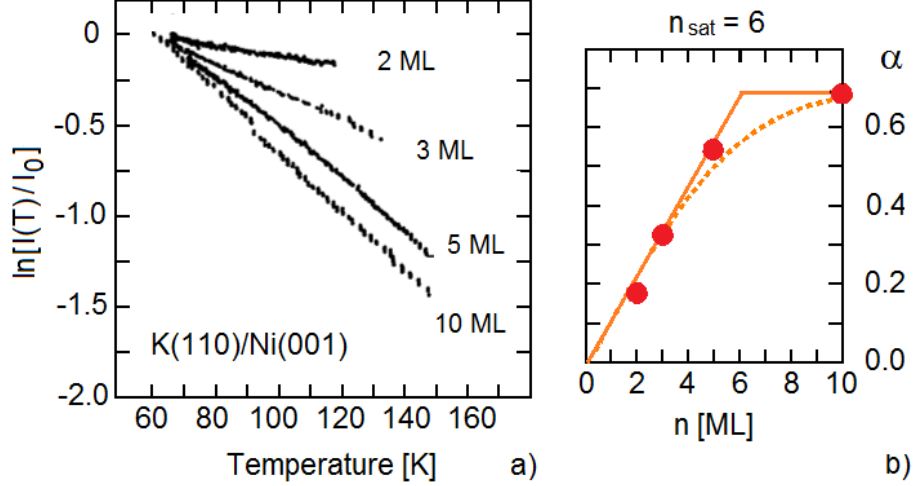 0
-0.5
-1.0
-1.5
-2.0
ln[I(T)/I0]
2 ML
3 ML
5 ML
10 ML
K(110)/Ni(001)
60 80 100 120 140 160
Temperature [K]
a)
nsat = 6
α
0.6
0.4
0.2
0.0
0 2 4 6 8 10
n [ML]
b)